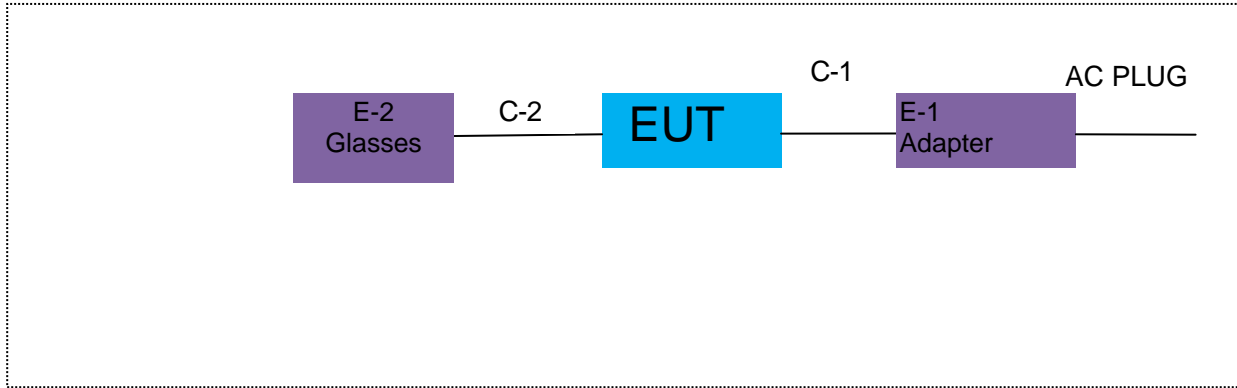 C-1
AC PLUG
E-2
Glasses
C-2
EUT
E-1
Adapter